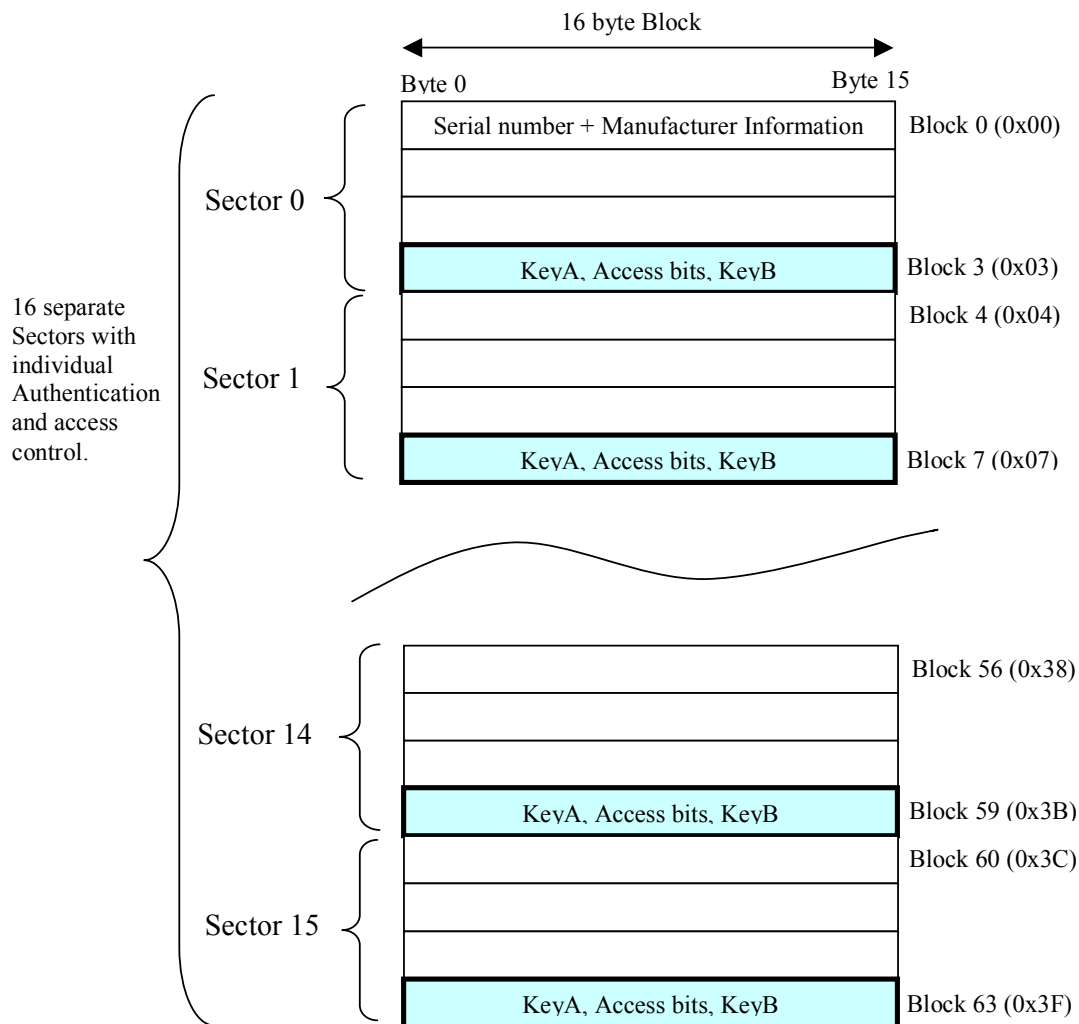 16 byte Block
Byte 0
Byte 15
Serial number + Manufacturer Information
Block 0 (0x00)
Sector 0
KeyA, Access bits, KeyB
Block 3 (0x03)
16 separate
Sectors with
individual
Authentication
and access
control.
Block 4 (0x04)
Sector 1
KeyA, Access bits, KeyB
Block 7 (0x07)
Block 56 (0x38)
Sector 14
KeyA, Access bits, KeyB
Block 59 (0x3B)
Block 60 (0x3C)
Sector 15
KeyA, Access bits, KeyB
Block 63 (0x3F)